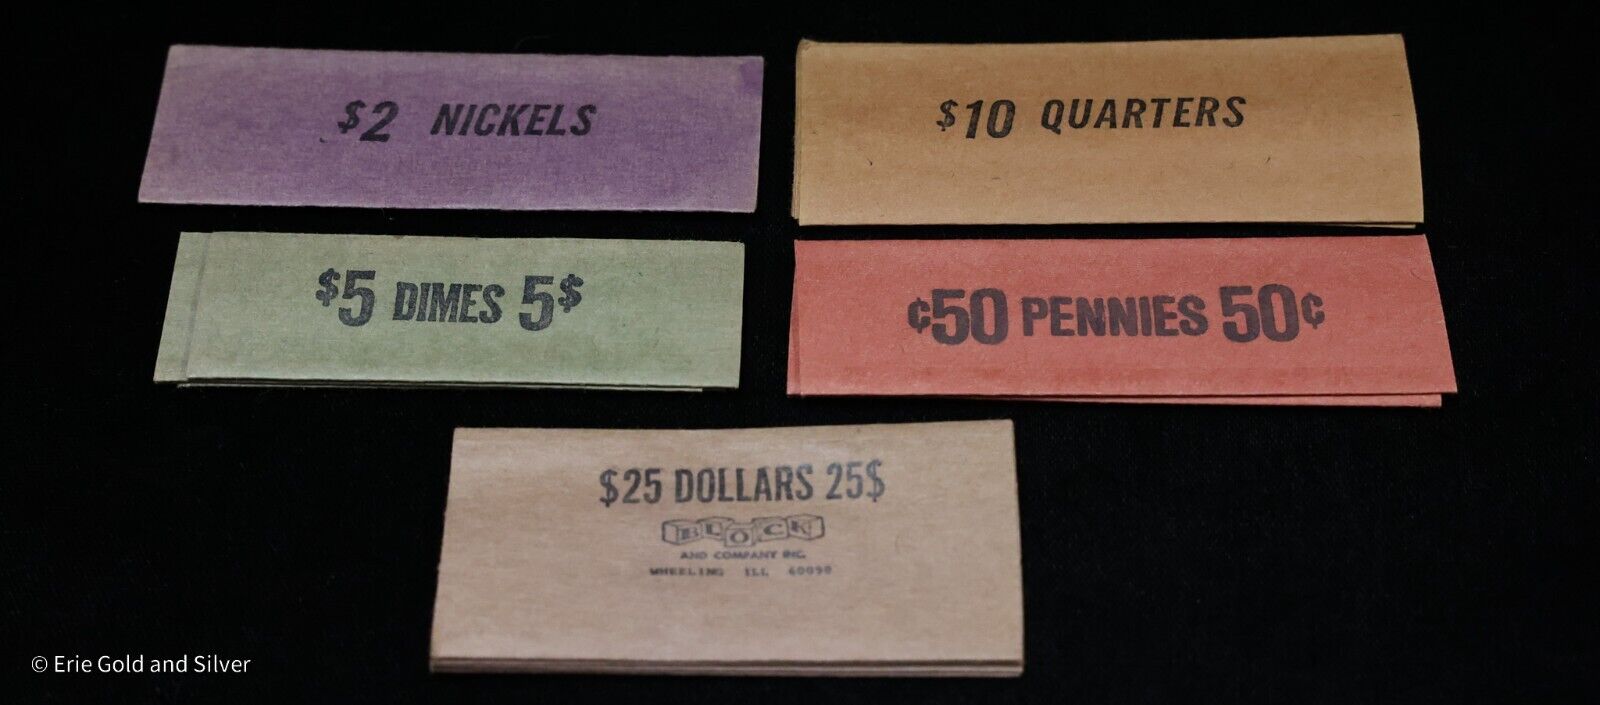 $2 NICKELS
$10 QUARTERS
$5 DIMES 5$
¢50 PENNIES 50¢
$25 DOLLARS 25$
BLOCK
AND COMPANY INC.
WHEELING ILL 60090
© Erie Gold and Silver